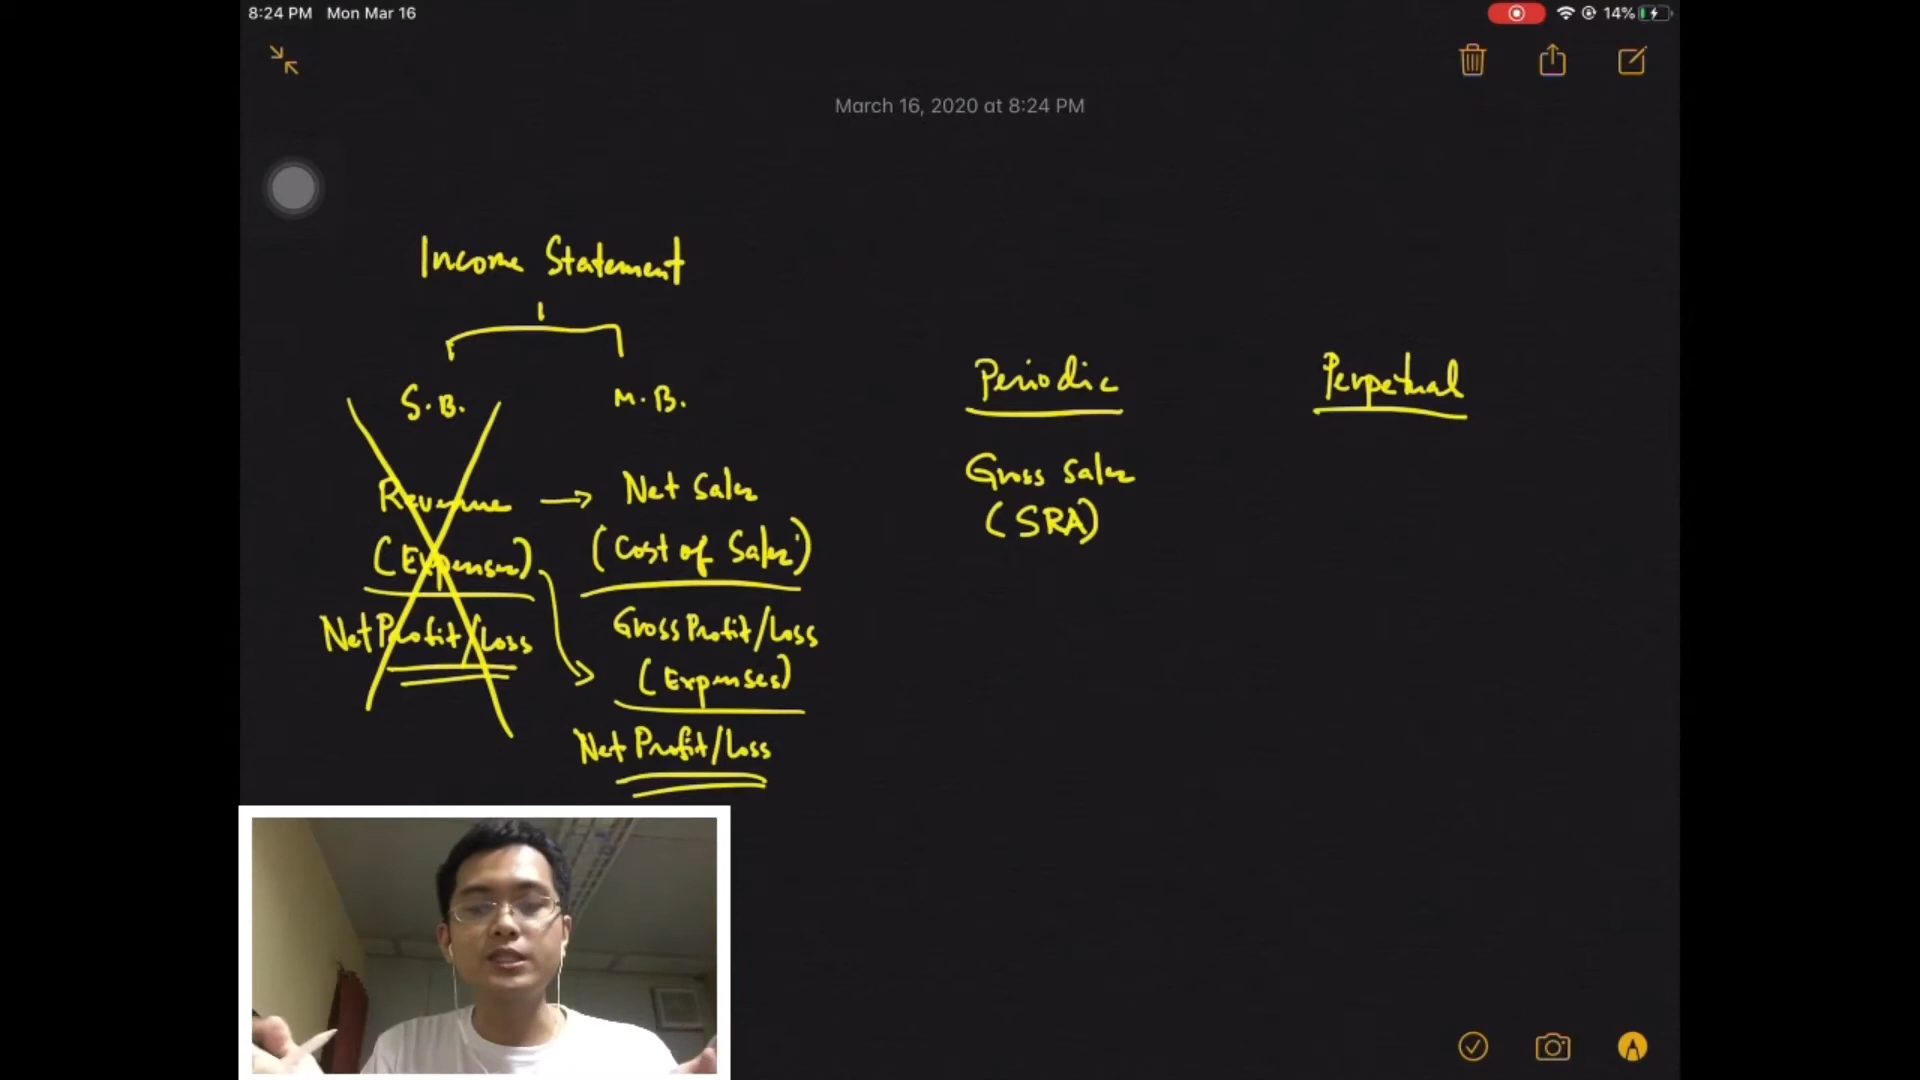 8:24 PM Mon Mar 16
14%
March 16, 2020 at 8:24 PM
Income Statement
S.B. M.B.
Revenue → Net Sales
(Expenses) (Cost of Sales)
Net Profit/Loss Gross Profit/Loss
(Expenses)
Net Profit/Loss
Periodic
Gross Sales
(SRA)
Perpetual